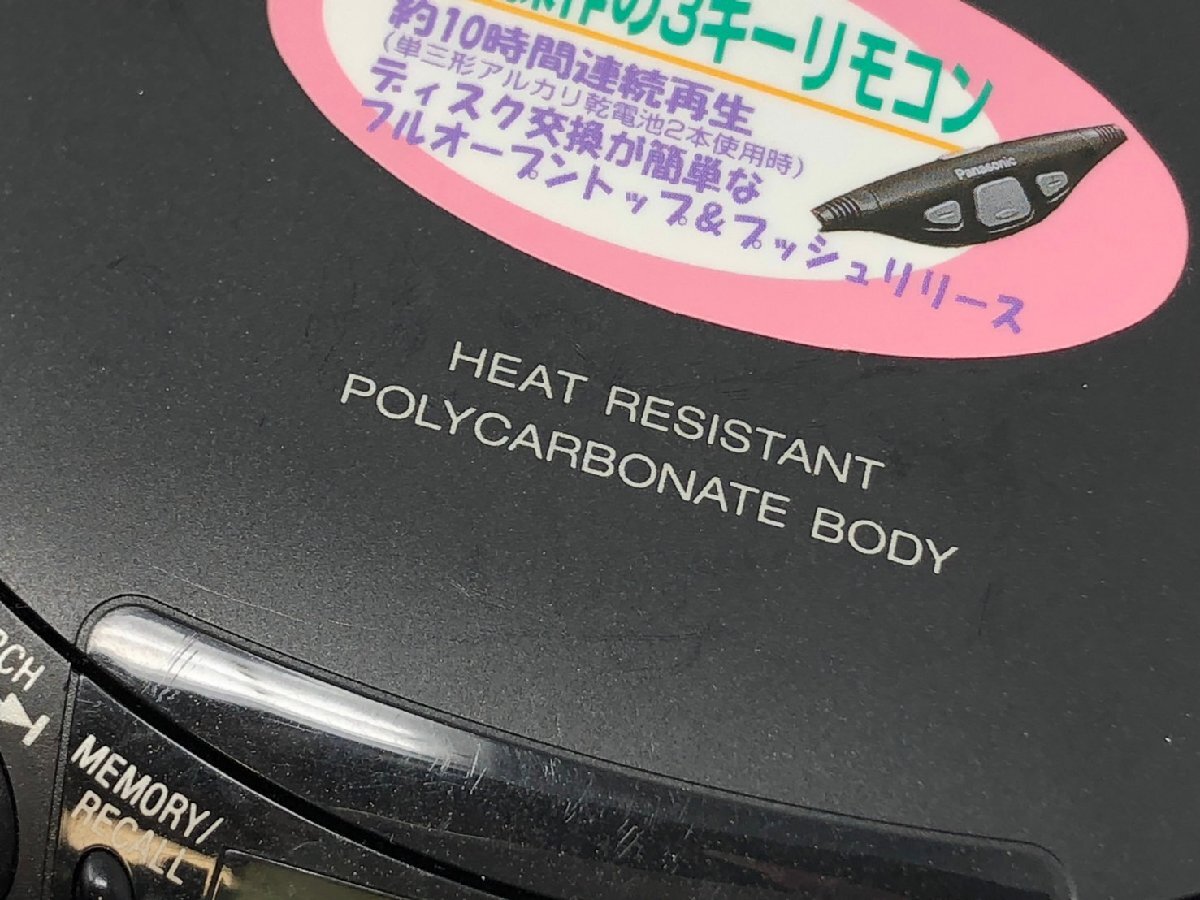 操作の3キーリモコン
約10時間連続再生
(単三形アルカリ乾電池2本使用時)
ディスク交換が簡単な
フルオープントップ&プッシュリリース
Panasonic
HEAT RESISTANT
POLYCARBONATE BODY
RCH
MEMORY/
RECALL